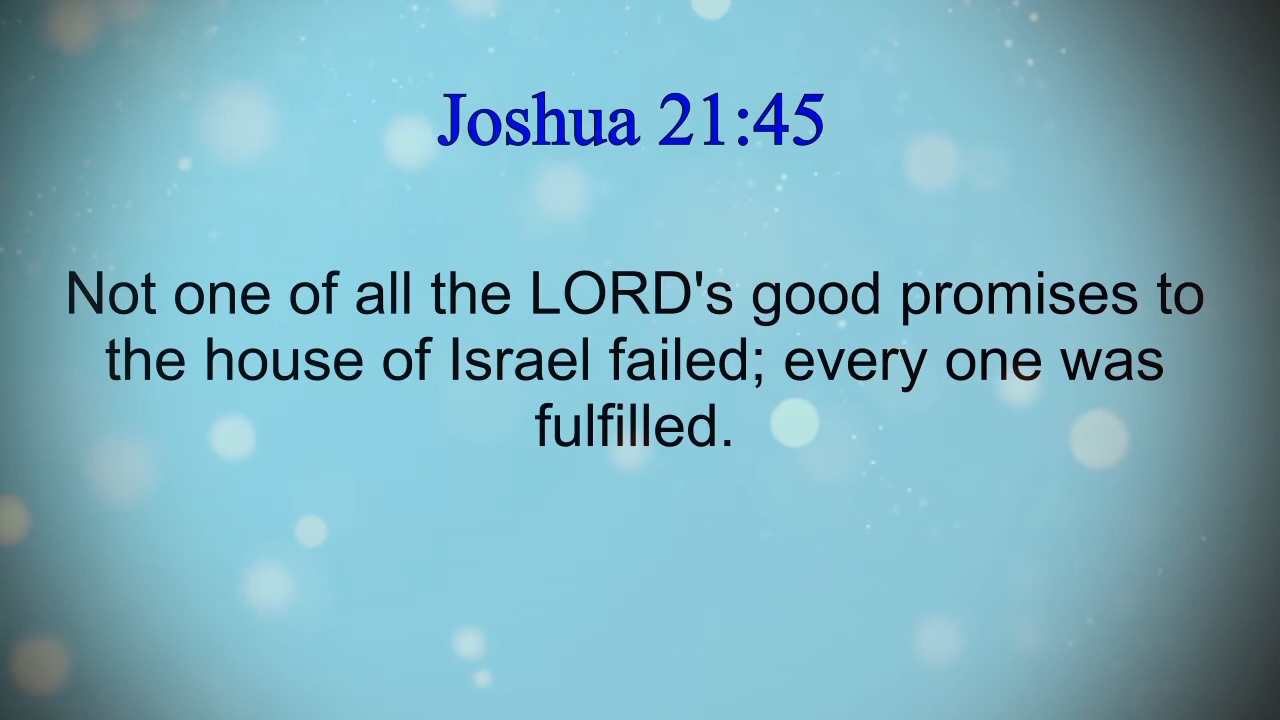 Joshua 21:45
Not one of all the LORD's good promises to
the house of Israel failed; every one was
fulfilled.